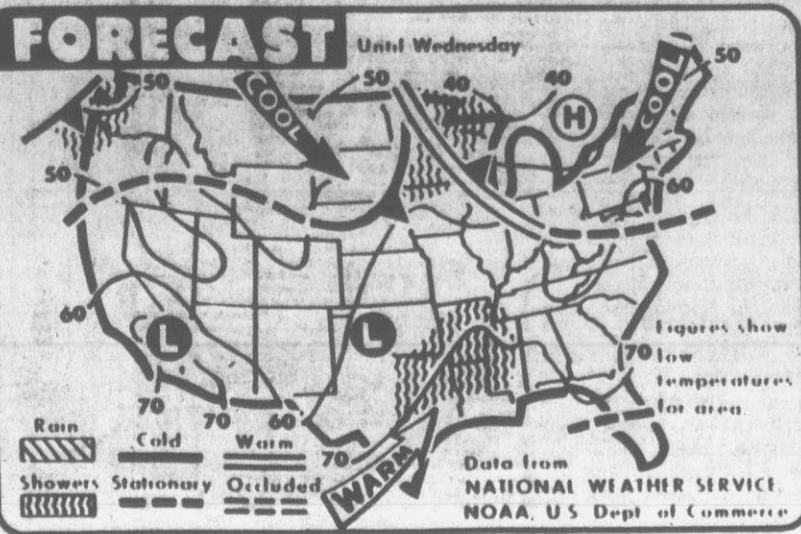 FORECAST
Until Wednesday
50
COOL
50
40
40
H
COOL
50
50
60
60
L
L
70
70
70
60
70
WARM
Figures show
low
temperatures
for area.
Rain
Cold
Warm
Showers
Stationary
Occluded
Data from
NATIONAL WEATHER SERVICE,
NOAA, U S Dept of Commerce